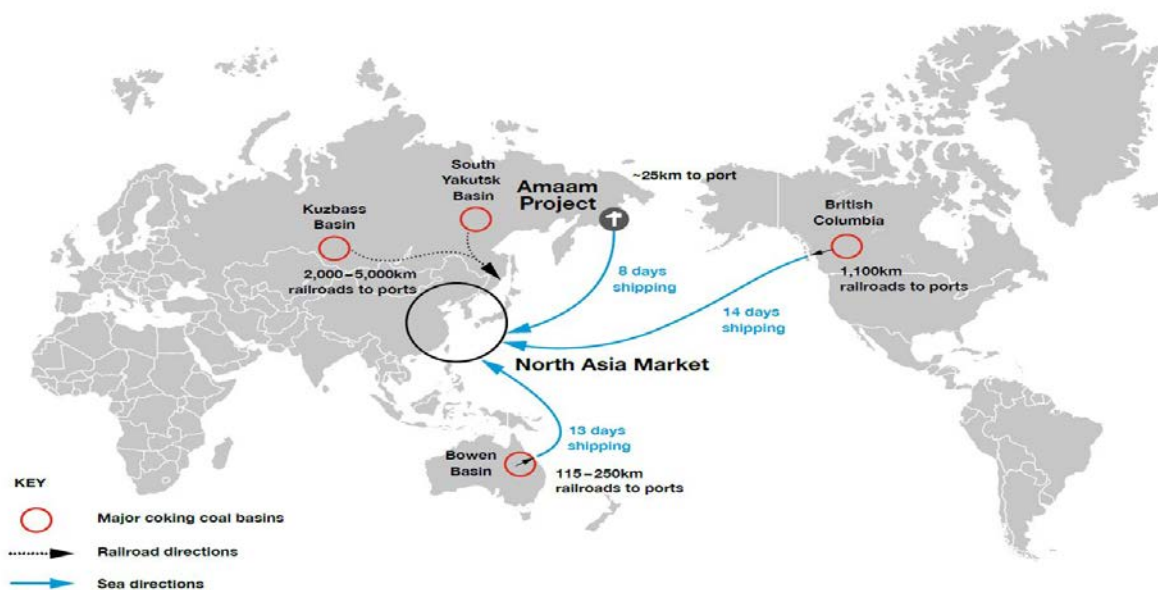 South
Yakutsk
Basin
Amaam
Project
~25km to port
Kuzbass
Basin
British
Columbia
2,000–5,000km
railroads to ports
8 days
shipping
1,100km
railroads to ports
14 days
shipping
North Asia Market
13 days
shipping
Bowen
Basin
115–250km
railroads to ports
KEY
Major coking coal basins
Railroad directions
Sea directions